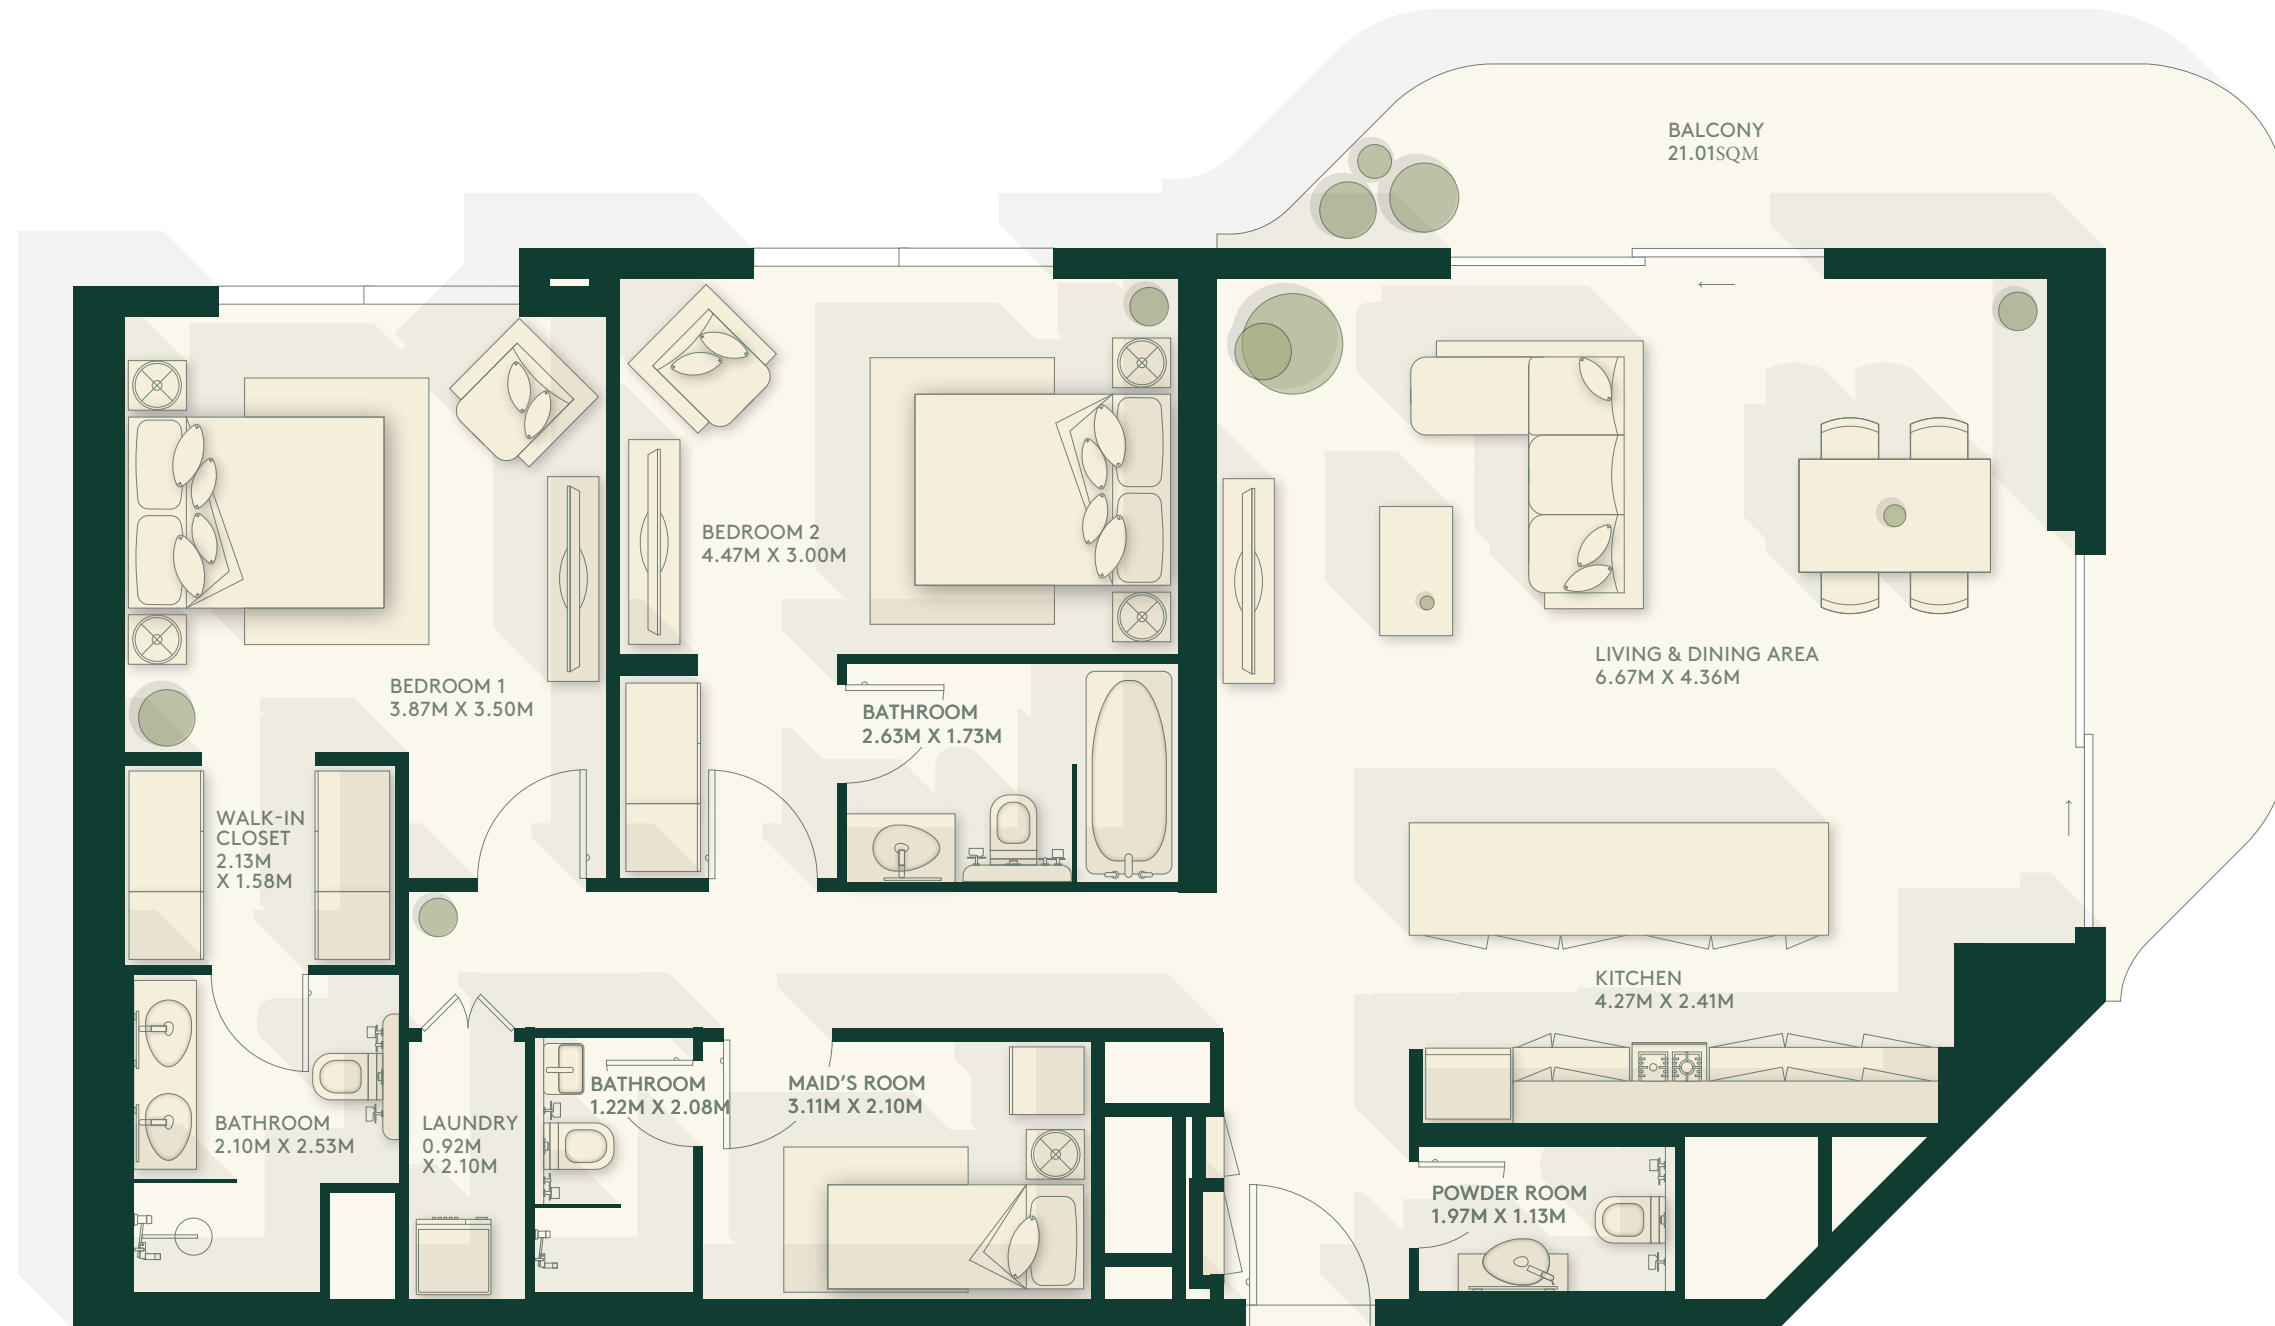 BALCONY
21.01SQM
BEDROOM 2
4.47M X 3.00M
LIVING & DINING AREA
6.67M X 4.36M
BEDROOM 1
3.87M X 3.50M
BATHROOM
2.63M X 1.73M
WALK-IN
CLOSET
2.13M
X 1.58M
KITCHEN
4.27M X 2.41M
BATHROOM
2.10M X 2.53M
LAUNDRY
0.92M
X 2.10M
BATHROOM
1.22M X 2.08M
MAID'S ROOM
3.11M X 2.10M
POWDER ROOM
1.97M X 1.13M